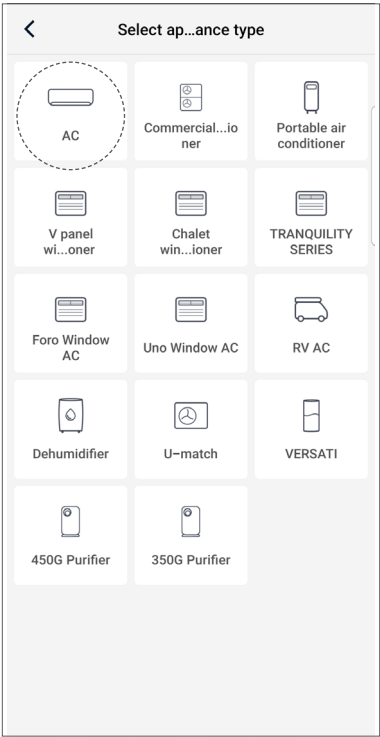 Select ap...ance type
AC
Commercial...io
ner
Portable air
conditioner
V panel
wi...oner
Chalet
win...ioner
TRANQUILITY
SERIES
Foro Window
AC
Uno Window AC
RV AC
Dehumidifier
U-match
VERSATI
450G Purifier
350G Purifier